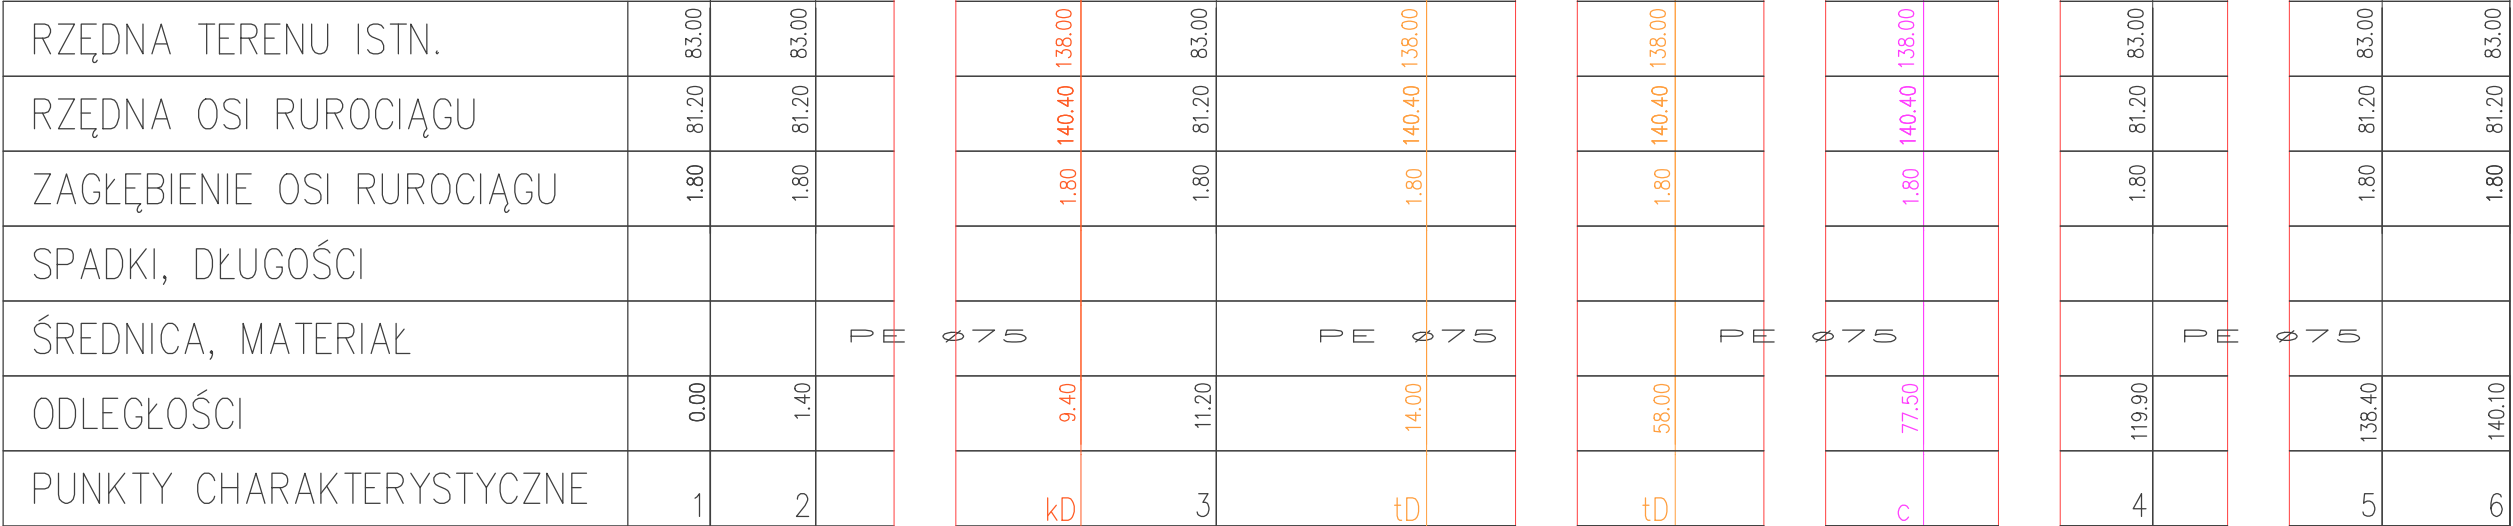 RZĘDNA TERENU ISTN. 83.00 83.00 138.00 83.00 138.00 138.00 138.00 83.00 83.00 83.00
RZĘDNA OSI RUROCIĄGU 81.20 81.20 140.40 81.20 140.40 140.40 140.40 81.20 81.20 81.20
ZAGŁĘBIENIE OSI RUROCIĄGU 1.80 1.80 1.80 1.80 1.80 1.80 1.80 1.80 1.80 1.80
SPADKI, DŁUGOŚCI
ŚREDNICA, MATERIAŁ PE ø75 PE ø75 PE ø75 PE ø75
ODLEGŁOŚCI 0.00 1.40 9.40 11.20 14.00 58.00 77.50 119.90 138.40 140.10
PUNKTY CHARAKTERYSTYCZNE 1 2 kD 3 tD tD c 4 5 6